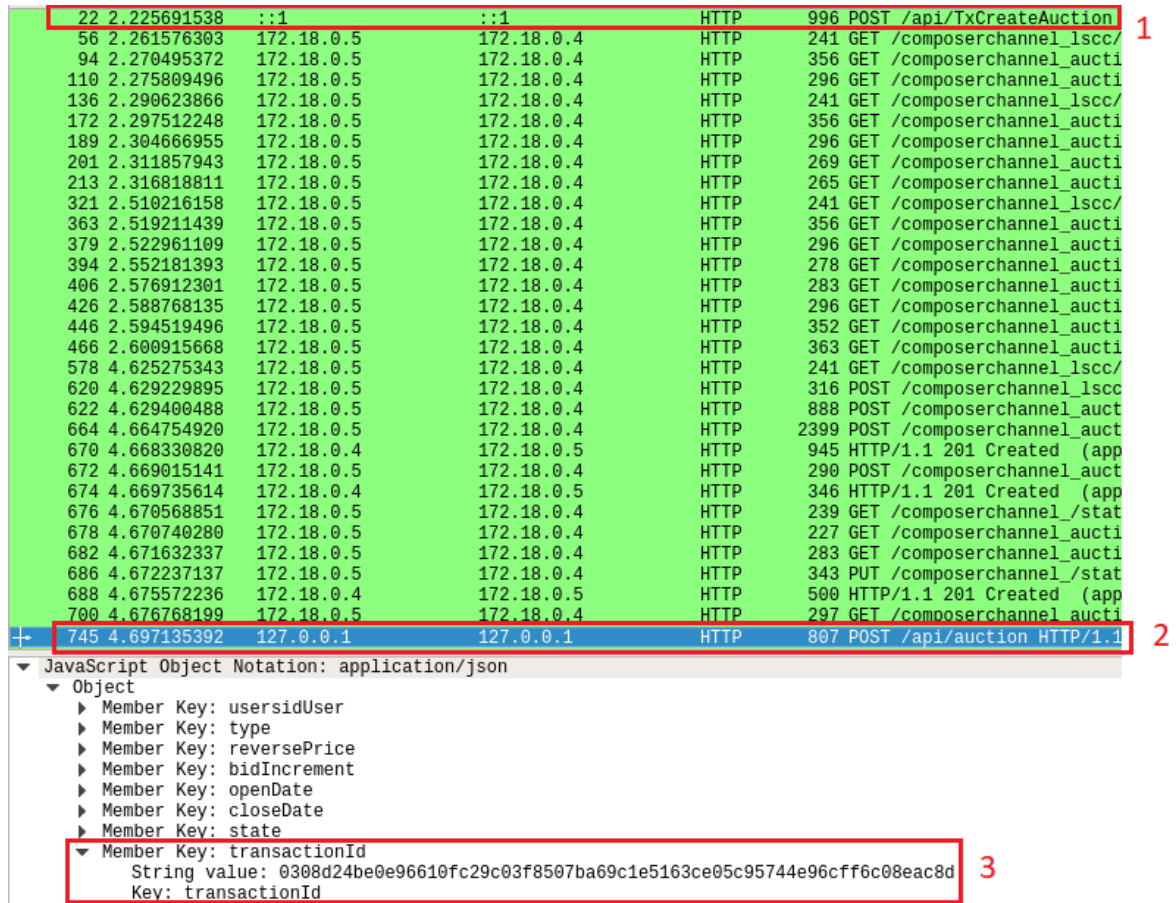 22 2.225691538 ::1 ::1 HTTP 996 POST /api/TxCreateAuction 1
56 2.261576303 172.18.0.5 172.18.0.4 HTTP 241 GET /composerchannel_lscc/
94 2.270495372 172.18.0.5 172.18.0.4 HTTP 356 GET /composerchannel_aucti
110 2.275809496 172.18.0.5 172.18.0.4 HTTP 296 GET /composerchannel_aucti
136 2.290623866 172.18.0.5 172.18.0.4 HTTP 241 GET /composerchannel_lscc/
172 2.297512248 172.18.0.5 172.18.0.4 HTTP 356 GET /composerchannel_aucti
189 2.304666955 172.18.0.5 172.18.0.4 HTTP 296 GET /composerchannel_aucti
201 2.311857943 172.18.0.5 172.18.0.4 HTTP 269 GET /composerchannel_aucti
213 2.316818811 172.18.0.5 172.18.0.4 HTTP 265 GET /composerchannel_aucti
321 2.510216158 172.18.0.5 172.18.0.4 HTTP 241 GET /composerchannel_lscc/
363 2.519211439 172.18.0.5 172.18.0.4 HTTP 356 GET /composerchannel_aucti
379 2.522961109 172.18.0.5 172.18.0.4 HTTP 296 GET /composerchannel_aucti
394 2.552181393 172.18.0.5 172.18.0.4 HTTP 278 GET /composerchannel_aucti
406 2.576912301 172.18.0.5 172.18.0.4 HTTP 283 GET /composerchannel_aucti
426 2.588768135 172.18.0.5 172.18.0.4 HTTP 296 GET /composerchannel_aucti
446 2.594519496 172.18.0.5 172.18.0.4 HTTP 352 GET /composerchannel_aucti
466 2.600915668 172.18.0.5 172.18.0.4 HTTP 363 GET /composerchannel_aucti
578 4.625275343 172.18.0.5 172.18.0.4 HTTP 241 GET /composerchannel_lscc/
620 4.629229895 172.18.0.5 172.18.0.4 HTTP 316 POST /composerchannel_lscc
622 4.629400488 172.18.0.5 172.18.0.4 HTTP 888 POST /composerchannel_auct
664 4.664754920 172.18.0.5 172.18.0.4 HTTP 2399 POST /composerchannel_auct
670 4.668330820 172.18.0.4 172.18.0.5 HTTP 945 HTTP/1.1 201 Created (app
672 4.669015141 172.18.0.5 172.18.0.4 HTTP 290 POST /composerchannel_auct
674 4.669735614 172.18.0.4 172.18.0.5 HTTP 346 HTTP/1.1 201 Created (app
676 4.670568851 172.18.0.5 172.18.0.4 HTTP 239 GET /composerchannel_/stat
678 4.670740280 172.18.0.5 172.18.0.4 HTTP 227 GET /composerchannel_aucti
682 4.671632337 172.18.0.5 172.18.0.4 HTTP 283 GET /composerchannel_aucti
686 4.672237137 172.18.0.5 172.18.0.4 HTTP 343 PUT /composerchannel_/stat
688 4.675572236 172.18.0.4 172.18.0.5 HTTP 500 HTTP/1.1 201 Created (app
700 4.676768199 172.18.0.5 172.18.0.4 HTTP 297 GET /composerchannel_aucti
745 4.697135392 127.0.0.1 127.0.0.1 HTTP 807 POST /api/auction HTTP/1.1 2
JavaScript Object Notation: application/json
Object
Member Key: usersidUser
Member Key: type
Member Key: reversePrice
Member Key: bidIncrement
Member Key: openDate
Member Key: closeDate
Member Key: state
Member Key: transactionId
String value: 0308d24be0e96610fc29c03f8507ba69c1e5163ce05c95744e96cff6c08eac8d 3
Key: transactionId